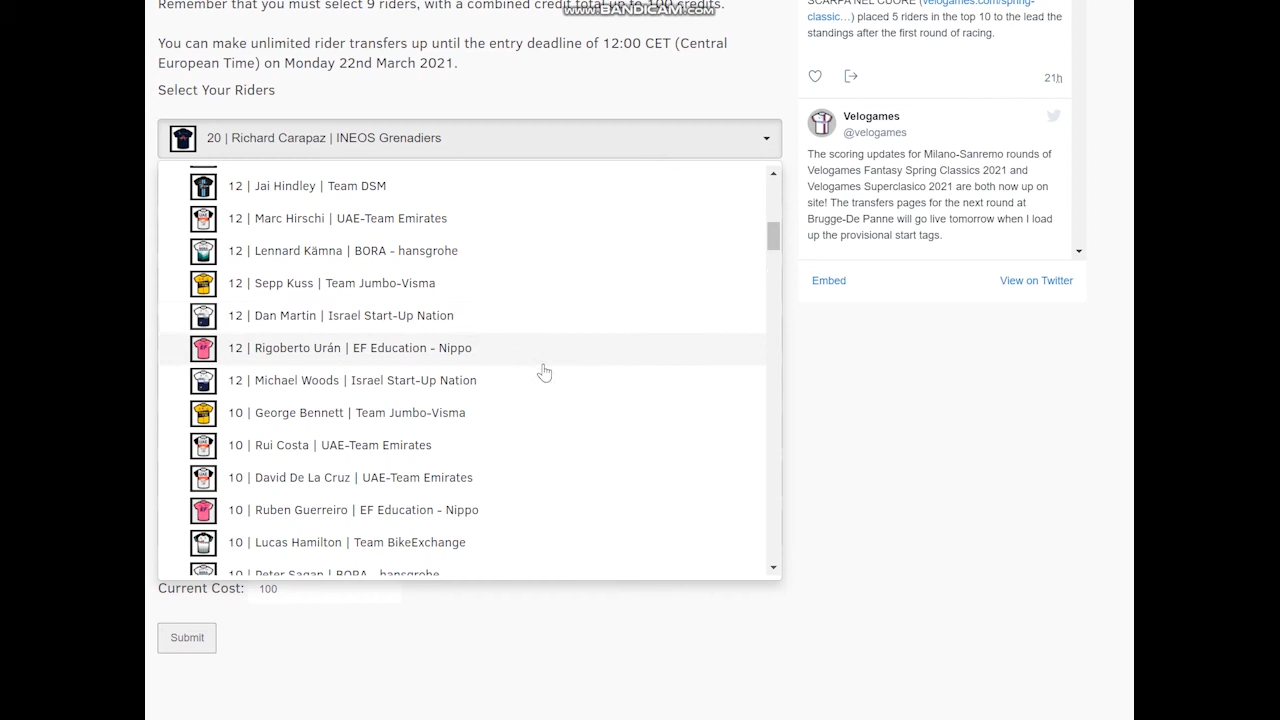 Remember that you must select 9 riders, with a combined credit total up to 100 credits.
www.BANDICAM.com
You can make unlimited rider transfers up until the entry deadline of 12:00 CET (Central
European Time) on Monday 22nd March 2021.
Select Your Riders
20 | Richard Carapaz | INEOS Grenadiers
12 | Jai Hindley | Team DSM
12 | Marc Hirschi | UAE-Team Emirates
12 | Lennard Kämna | BORA - hansgrohe
12 | Sepp Kuss | Team Jumbo-Visma
12 | Dan Martin | Israel Start-Up Nation
12 | Rigoberto Urán | EF Education - Nippo
12 | Michael Woods | Israel Start-Up Nation
10 | George Bennett | Team Jumbo-Visma
10 | Rui Costa | UAE-Team Emirates
10 | David De La Cruz | UAE-Team Emirates
10 | Ruben Guerreiro | EF Education - Nippo
10 | Lucas Hamilton | Team BikeExchange
10 | Peter Sagan | BORA - hansgrohe
Current Cost: 100
Submit
SCARPA NEL CUORE (velogames.com/spring-
classic…) placed 5 riders in the top 10 to the lead the
standings after the first round of racing.
21h
Velogames
@velogames
The scoring updates for Milano-Sanremo rounds of
Velogames Fantasy Spring Classics 2021 and
Velogames Superclasico 2021 are both now up on
site! The transfers pages for the next round at
Brugge-De Panne will go live tomorrow when I load
up the provisional start tags.
Embed
View on Twitter